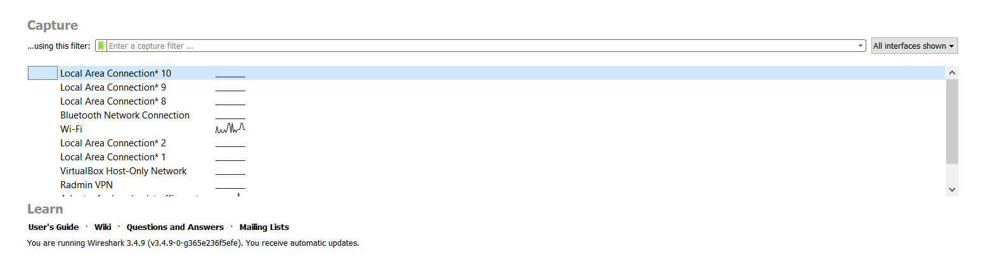 Capture
...using this filter: Enter a capture filter ... All interfaces shown
Local Area Connection* 10
Local Area Connection* 9
Local Area Connection* 8
Bluetooth Network Connection
Wi-Fi
Local Area Connection* 2
Local Area Connection* 1
VirtualBox Host-Only Network
Radmin VPN
Learn
User's Guide · Wiki · Questions and Answers · Mailing Lists
You are running Wireshark 3.4.9 (v3.4.9-0-g365e236f5efe). You receive automatic updates.